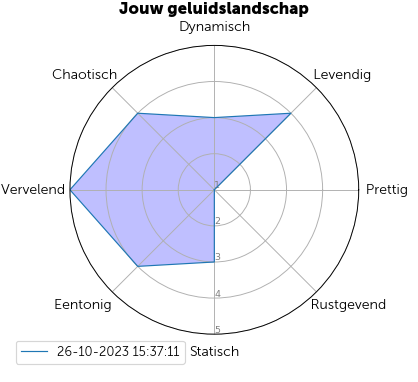 Jouw geluidslandschap
Dynamisch
Chaotisch
Levendig
Vervelend
1
Prettig
2
3
4
Eentonig
Rustgevend
5
26-10-2023 15:37:11
Statisch